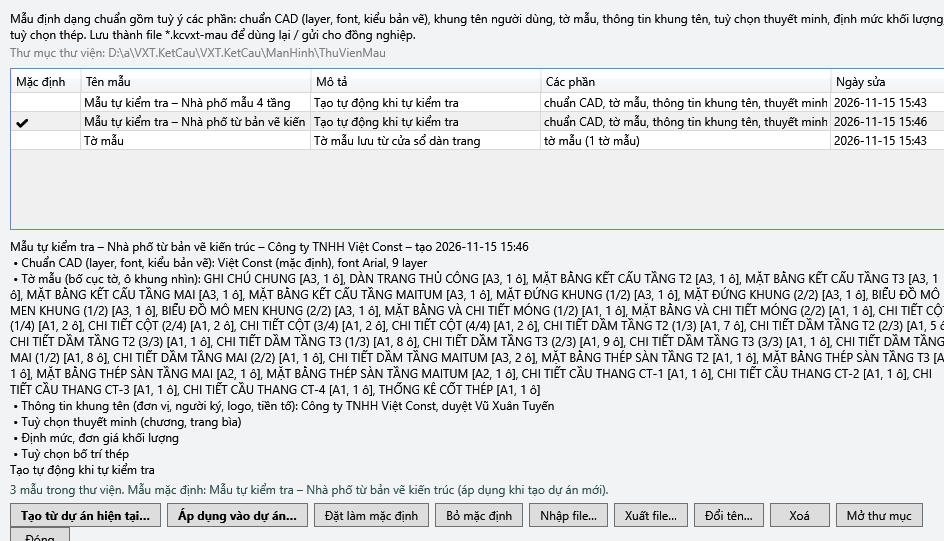 Mẫu định dạng chuẩn gồm tuỳ ý các phần: chuẩn CAD (layer, font, kiểu bản vẽ), khung tên người dùng, tờ mẫu, thông tin khung tên, tuỳ chọn thuyết minh, định mức khối lượng,
tuỳ chọn thép. Lưu thành file *.kcvxt-mau để dùng lại / gửi cho đồng nghiệp.
Thư mục thư viện: D:\a\VXT.KetCau\VXT.KetCau\ManHinh\ThuVienMau
Mặc định Tên mẫu Mô tả Các phần Ngày sửa
Mẫu tự kiểm tra – Nhà phố mẫu 4 tầng Tạo tự động khi tự kiểm tra chuẩn CAD, tờ mẫu, thông tin khung tên, thuyết minh 2026-11-15 15:43
✔ Mẫu tự kiểm tra – Nhà phố từ bản vẽ kiến Tạo tự động khi tự kiểm tra chuẩn CAD, tờ mẫu, thông tin khung tên, thuyết minh 2026-11-15 15:46
Tờ mẫu Tờ mẫu lưu từ cửa sổ dàn trang tờ mẫu (1 tờ mẫu) 2026-11-15 15:43
Mẫu tự kiểm tra – Nhà phố từ bản vẽ kiến trúc – Công ty TNHH Việt Const – tạo 2026-11-15 15:46
• Chuẩn CAD (layer, font, kiểu bản vẽ): Việt Const (mặc định), font Arial, 9 layer
• Tờ mẫu (bố cục tờ, ô khung nhìn): GHI CHÚ CHUNG [A3, 1 ô], DÀN TRANG THỦ CÔNG [A3, 1 ô], MẶT BẰNG KẾT CẤU TẦNG T2 [A3, 1 ô], MẶT BẰNG KẾT CẤU TẦNG T3 [A3, 1
ô], MẶT BẰNG KẾT CẤU TẦNG MAI [A3, 1 ô], MẶT BẰNG KẾT CẤU TẦNG MAITUM [A3, 1 ô], MẶT ĐỨNG KHUNG (1/2) [A3, 1 ô], MẶT ĐỨNG KHUNG (2/2) [A3, 1 ô], BIỂU ĐỒ MÔ
MEN KHUNG (1/2) [A3, 1 ô], BIỂU ĐỒ MÔ MEN KHUNG (2/2) [A3, 1 ô], MẶT BẰNG VÀ CHI TIẾT MÓNG (1/2) [A1, 1 ô], MẶT BẰNG VÀ CHI TIẾT MÓNG (2/2) [A1, 1 ô], CHI TIẾT CỘT
(1/4) [A1, 2 ô], CHI TIẾT CỘT (2/4) [A1, 2 ô], CHI TIẾT CỘT (3/4) [A1, 2 ô], CHI TIẾT CỘT (4/4) [A1, 2 ô], CHI TIẾT DẦM TẦNG T2 (1/3) [A1, 7 ô], CHI TIẾT DẦM TẦNG T2 (2/3) [A1, 5 ô],
CHI TIẾT DẦM TẦNG T2 (3/3) [A1, 1 ô], CHI TIẾT DẦM TẦNG T3 (1/3) [A1, 8 ô], CHI TIẾT DẦM TẦNG T3 (2/3) [A1, 9 ô], CHI TIẾT DẦM TẦNG T3 (3/3) [A1, 1 ô], CHI TIẾT DẦM TẦNG
MAI (1/2) [A1, 8 ô], CHI TIẾT DẦM TẦNG MAI (2/2) [A1, 1 ô], CHI TIẾT DẦM TẦNG MAITUM [A3, 2 ô], MẶT BẰNG THÉP SÀN TẦNG T2 [A1, 1 ô], MẶT BẰNG THÉP SÀN TẦNG T3
1 ô], MẶT BẰNG THÉP SÀN TẦNG MAI [A2, 1 ô], MẶT BẰNG THÉP SÀN TẦNG MAITUM [A2, 1 ô], CHI TIẾT CẦU THANG CT-1 [A1, 1 ô], CHI TIẾT CẦU THANG CT-2 [A1, 1 ô], CHI
TIẾT CẦU THANG CT-3 [A1, 1 ô], CHI TIẾT CẦU THANG CT-4 [A1, 1 ô], THỐNG KÊ CỐT THÉP [A1, 1 ô]
• Thông tin khung tên (đơn vị, người ký, logo, tiền tố): Công ty TNHH Việt Const, duyệt Vũ Xuân Tuyến
• Tuỳ chọn thuyết minh (chương, trang bìa)
• Định mức, đơn giá khối lượng
• Tuỳ chọn bố trí thép
Tạo tự động khi tự kiểm tra
3 mẫu trong thư viện. Mẫu mặc định: Mẫu tự kiểm tra – Nhà phố từ bản vẽ kiến trúc (áp dụng khi tạo dự án mới).
Tạo từ dự án hiện tại... Áp dụng vào dự án... Đặt làm mặc định Bỏ mặc định Nhập file... Xuất file... Đổi tên... Xoá Mở thư mục
Đóng